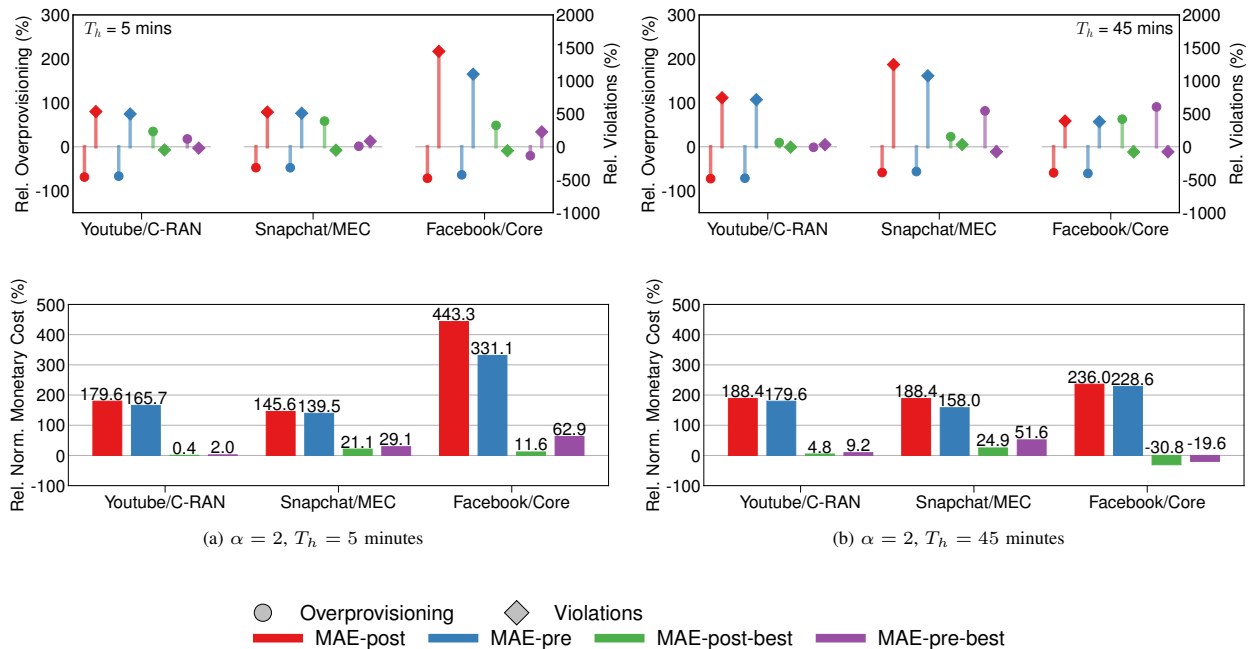 300
200
100
0
-100
Rel. Overprovisioning (%)
T_h = 5 mins
2000
1500
1000
500
0
-500
-1000
Rel. Violations (%)
Youtube/C-RAN Snapchat/MEC Facebook/Core
300
200
100
0
-100
Rel. Overprovisioning (%)
T_h = 45 mins
2000
1500
1000
500
0
-500
-1000
Rel. Violations (%)
Youtube/C-RAN Snapchat/MEC Facebook/Core
Rel. Norm. Monetary Cost (%)
500
400
300
200
100
0
-100
179.6 165.7 0.4 2.0
145.6 139.5 21.1 29.1
443.3 331.1 11.6 62.9
Youtube/C-RAN Snapchat/MEC Facebook/Core
(a) α = 2, T_h = 5 minutes
Rel. Norm. Monetary Cost (%)
500
400
300
200
100
0
-100
188.4 179.6 4.8 9.2
188.4 158.0 24.9 51.6
236.0 228.6 -30.8 -19.6
Youtube/C-RAN Snapchat/MEC Facebook/Core
(b) α = 2, T_h = 45 minutes
Overprovisioning Violations
MAE-post MAE-pre MAE-post-best MAE-pre-best